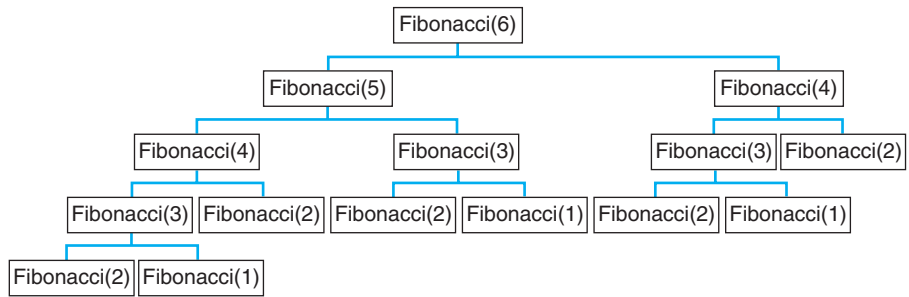 Fibonacci(6)
Fibonacci(5) Fibonacci(4)
Fibonacci(4) Fibonacci(3) Fibonacci(3) Fibonacci(2)
Fibonacci(3) Fibonacci(2) Fibonacci(2) Fibonacci(1) Fibonacci(2) Fibonacci(1)
Fibonacci(2) Fibonacci(1)